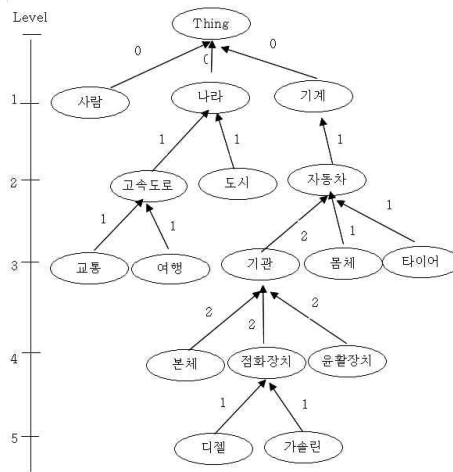 Level
Thing
0 0 0
1 사람 나라 기계
1 1 1
2 고속도로 도시 자동차
1 1 2 1 1
3 교통 여행 기관 몸체 타이어
2 2 2
4 본체 점화장치 윤활장치
1 1
5 디젤 가솔린